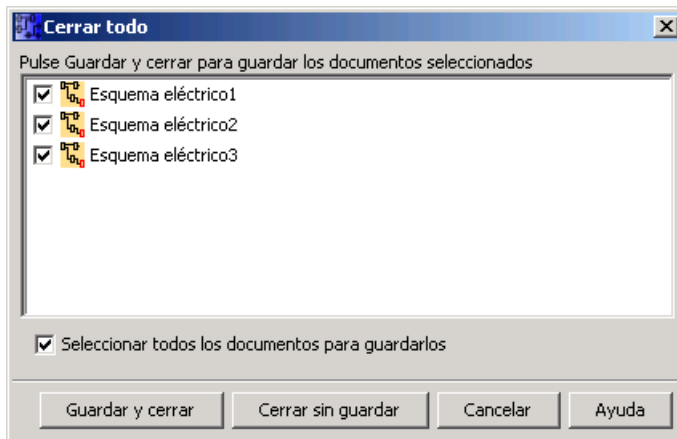 Cerrar todo
Pulse Guardar y cerrar para guardar los documentos seleccionados
Esquema eléctrico1
Esquema eléctrico2
Esquema eléctrico3
Seleccionar todos los documentos para guardarlos
Guardar y cerrar Cerrar sin guardar Cancelar Ayuda